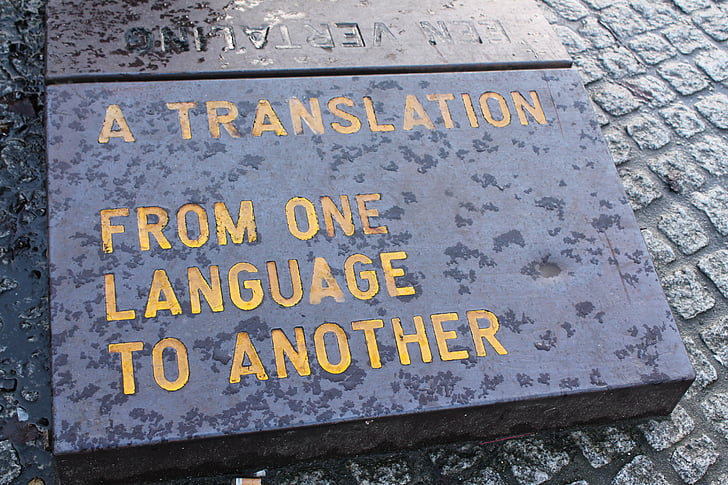 EEN VERTALING
A TRANSLATION
FROM ONE
LANGUAGE
TO ANOTHER